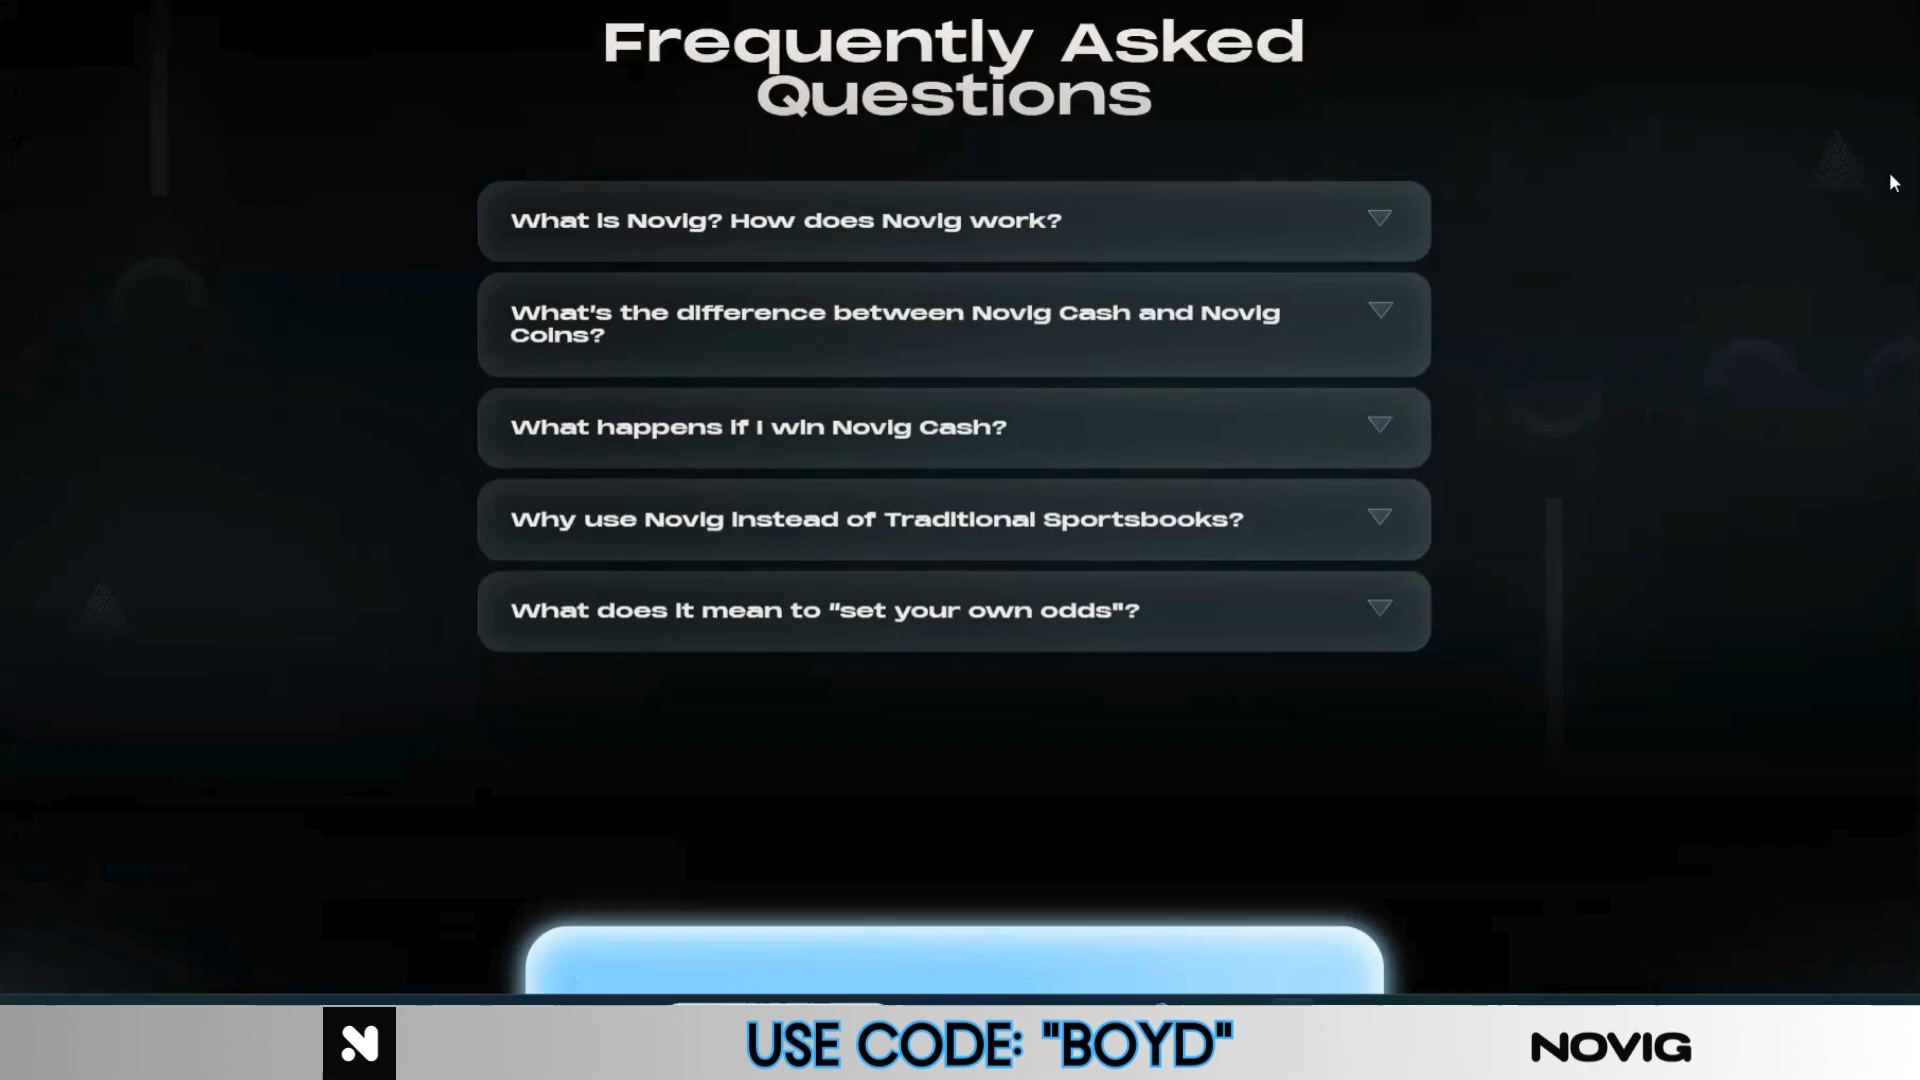 Frequently Asked
Questions
What is Novig? How does Novig work?
What's the difference between Novig Cash and Novig
Coins?
What happens if I win Novig Cash?
Why use Novig instead of Traditional Sportsbooks?
What does it mean to “set your own odds"?
USE CODE: "BOYD"
NOVIG